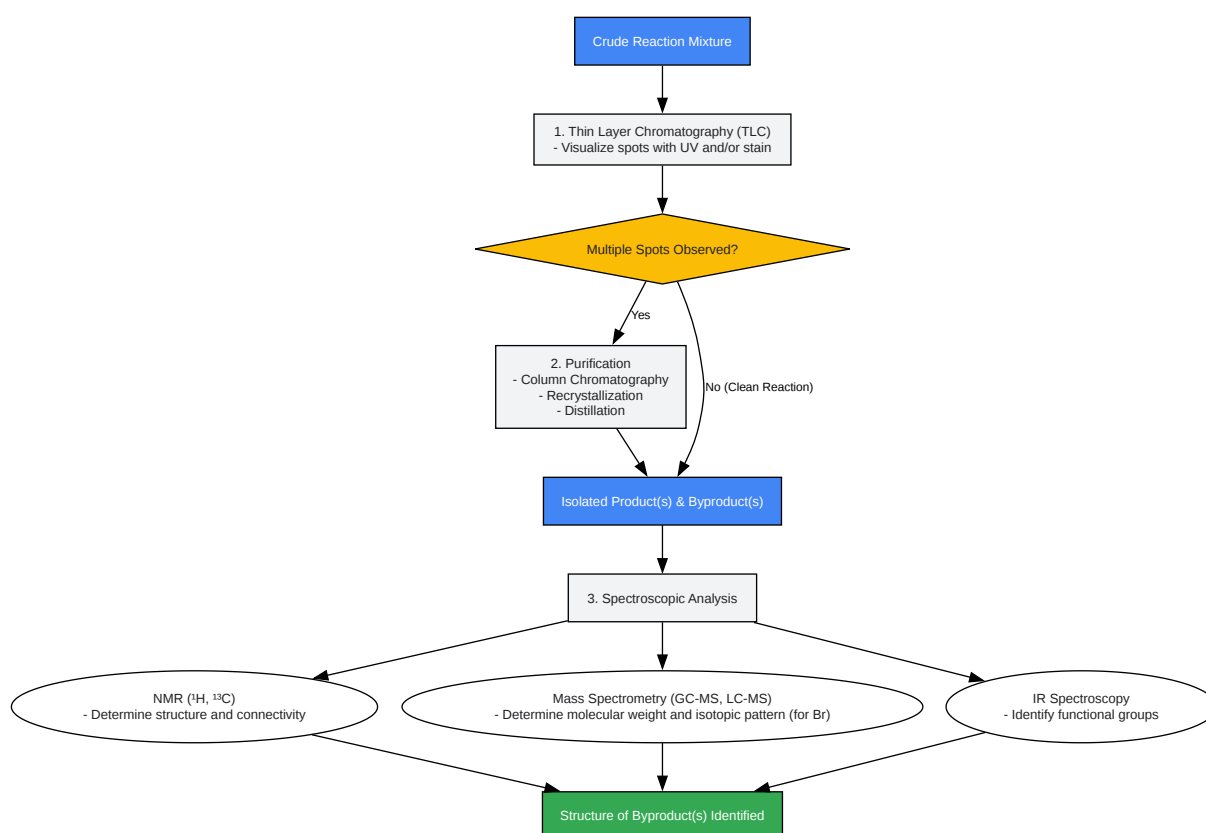 Crude Reaction Mixture
1. Thin Layer Chromatography (TLC)
- Visualize spots with UV and/or stain
Multiple Spots Observed?
Yes
2. Purification
- Column Chromatography
- Recrystallization
- Distillation
No (Clean Reaction)
Isolated Product(s) & Byproduct(s)
3. Spectroscopic Analysis
NMR (¹H, ¹³C)
- Determine structure and connectivity
Mass Spectrometry (GC-MS, LC-MS)
- Determine molecular weight and isotopic pattern (for Br)
IR Spectroscopy
- Identify functional groups
Structure of Byproduct(s) Identified